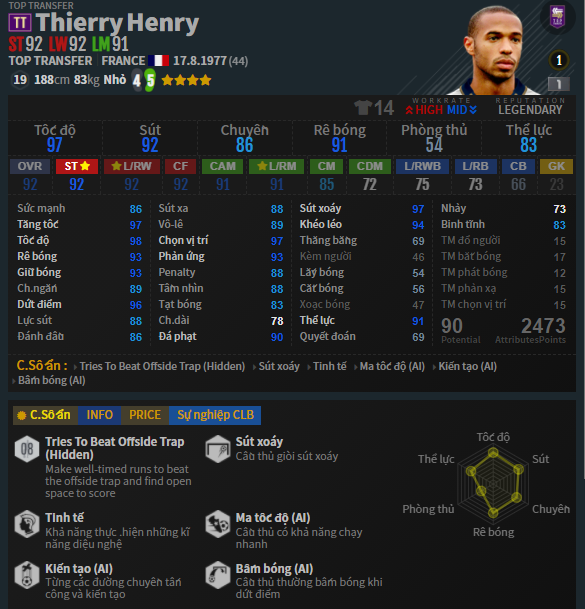 TOP TRANSFER
TT Thierry Henry
ST92 LW92 LM91
TOP TRANSFER FRANCE 17.8.1977 (44)
19 188cm 83kg Nhỏ 4 5
1
1
14 WORKRATE HIGH MID REPUTATION LEGENDARY
Tốc độ Sút Chuyền Rê bóng Phòng thủ Thể lực
97 92 86 91 54 83
OVR ST L/RW CF CAM L/RM CM CDM L/RWB L/RB CB GK
92 92 92 92 91 91 85 72 75 73 66 23
Sức mạnh 86 Sút xa 88 Sút xoáy 97 Nhảy 73
Tăng tốc 97 Vô-lê 89 Khéo léo 94 Bình tĩnh 83
Tốc độ 98 Chọn vị trí 97 Thăng bằng 69 TM đổ người 15
Rê bóng 93 Phản ứng 93 Kèm người 46 TM bắt bóng 17
Giữ bóng 93 Penalty 88 Lấy bóng 54 TM phát bóng 12
Ch.ngắn 89 Tầm nhìn 88 Cắt bóng 56 TM phản xạ 15
Dứt điểm 96 Tạt bóng 83 Xoạc bóng 47 TM chọn vị trí 15
Lực sút 88 Ch.dài 78 Thể lực 91 90 2473
Đánh đầu 86 Đá phạt 90 Quyết đoán 69 Potential AttributesPoints
C.Số ẩn : Tries To Beat Offside Trap (Hidden) Sút xoáy Tinh tế Ma tốc độ (AI) Kiến tạo (AI)
Bấm bóng (AI)
C.Số ẩn INFO PRICE Sự nghiệp CLB
08 Tries To Beat Offside Trap
(Hidden)
Make well-timed runs to beat
the offside trap and find open
space to score
Sút xoáy
Cầu thủ giỏi sút xoáy
Tinh tế
Khả năng thực .hiện những kĩ
năng điệu nghệ
Ma tốc độ (AI)
Cầu thủ có khả năng chạy
nhanh
Kiến tạo (AI)
Từng các đường chuyền tấn
công và kiến tạo
Bấm bóng (AI)
Cầu thủ thường bấm bóng khi
dứt điểm
Tốc độ
Thể lực Sút
Phòng thủ Chuyền
Rê bóng